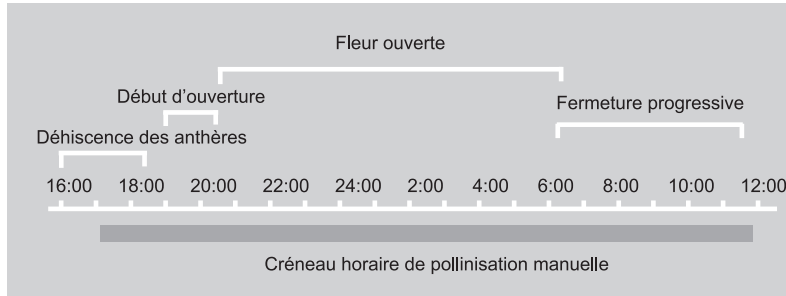 Fleur ouverte
Début d'ouverture
Fermeture progressive
Déhiscence des anthères
16:00 18:00 20:00 22:00 24:00 2:00 4:00 6:00 8:00 10:00 12:00
Créneau horaire de pollinisation manuelle